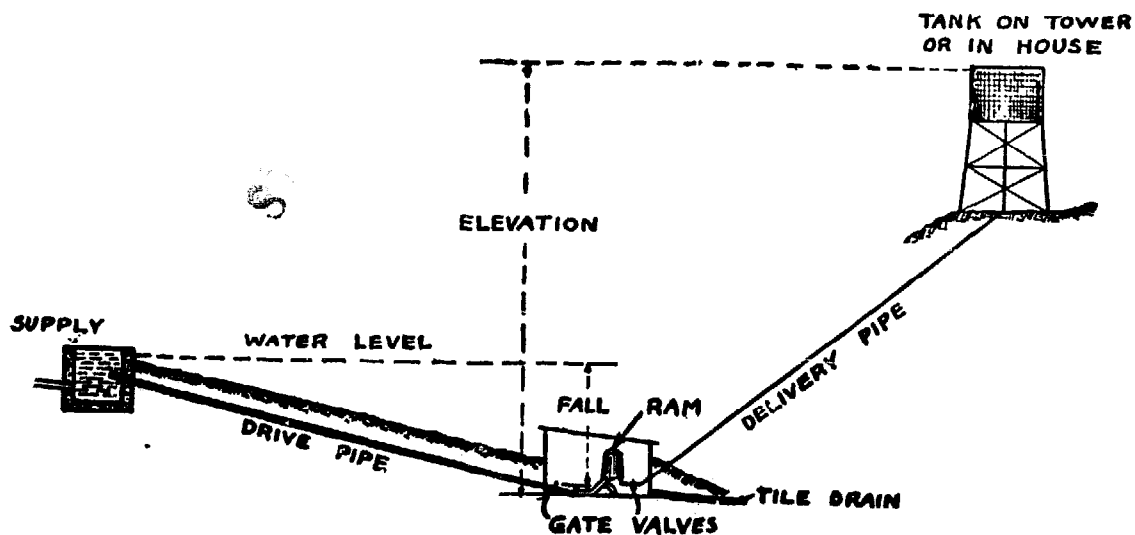 TANK ON TOWER
OR IN HOUSE
ELEVATION
SUPPLY
WATER LEVEL
FALL
RAM
DELIVERY PIPE
DRIVE PIPE
TILE DRAIN
GATE VALVES